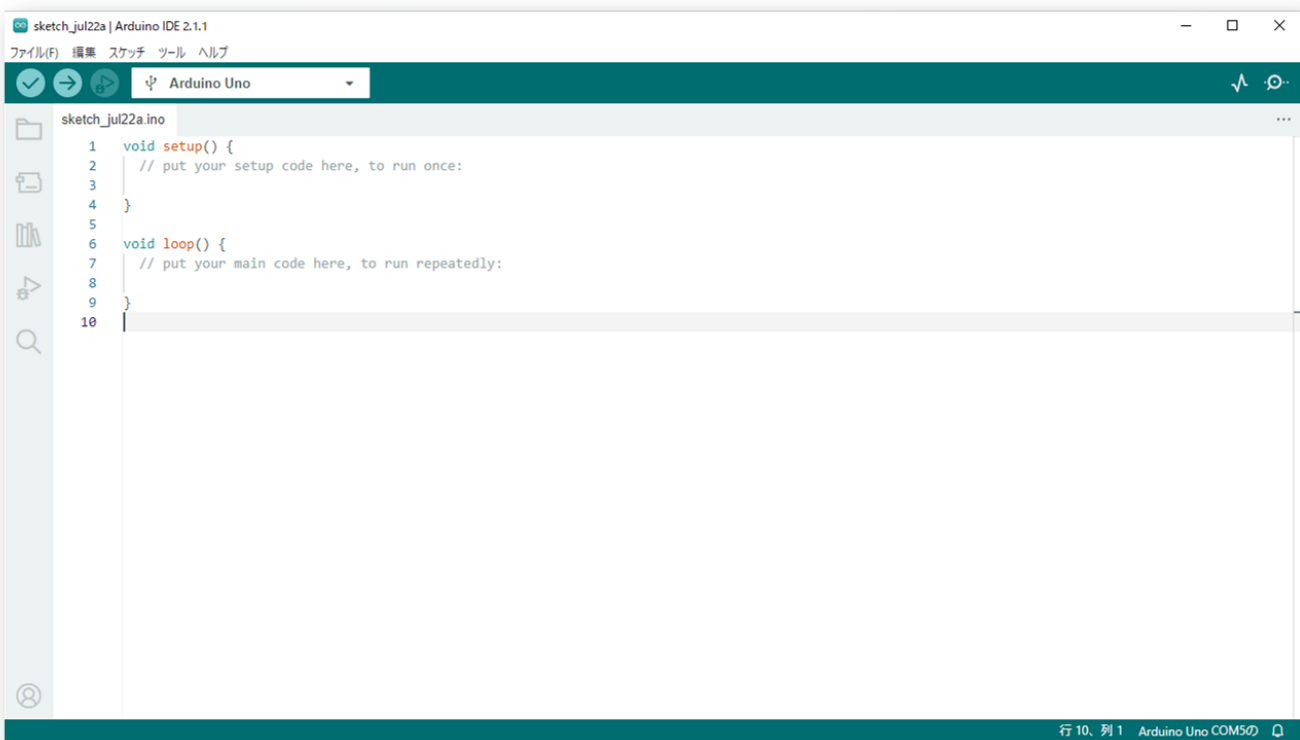 sketch_jul22a | Arduino IDE 2.1.1
ファイル(F) 編集 スケッチ ツール ヘルプ
Arduino Uno
sketch_jul22a.ino
1 void setup() {
2 // put your setup code here, to run once:
3
4 }
5
6 void loop() {
7 // put your main code here, to run repeatedly:
8
9 }
10
行 10、列 1 Arduino Uno COM5の